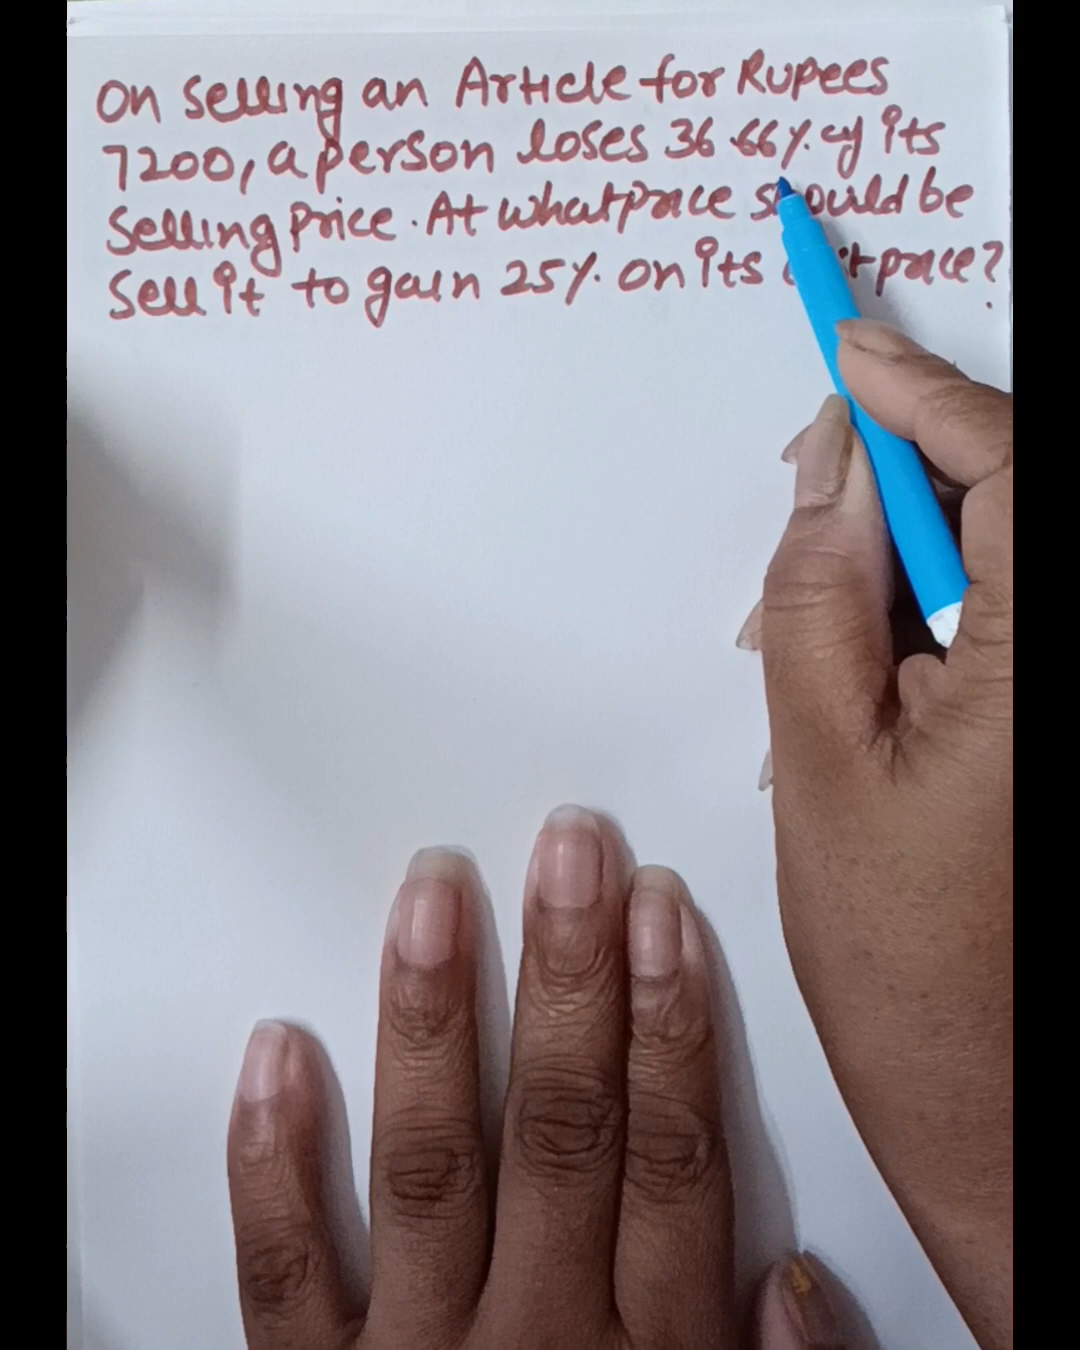 On selling an Article for Rupees
7200, a person loses 36.66% of its
selling price. At what price should be
sell it to gain 25% on its price?